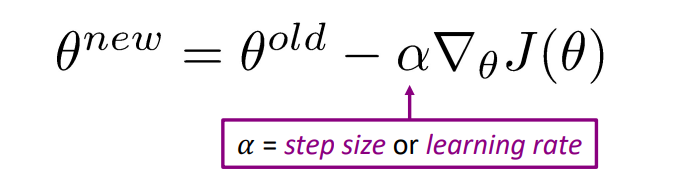 θ^{new} = θ^{old} − α∇_θ J(θ)
α = step size or learning rate